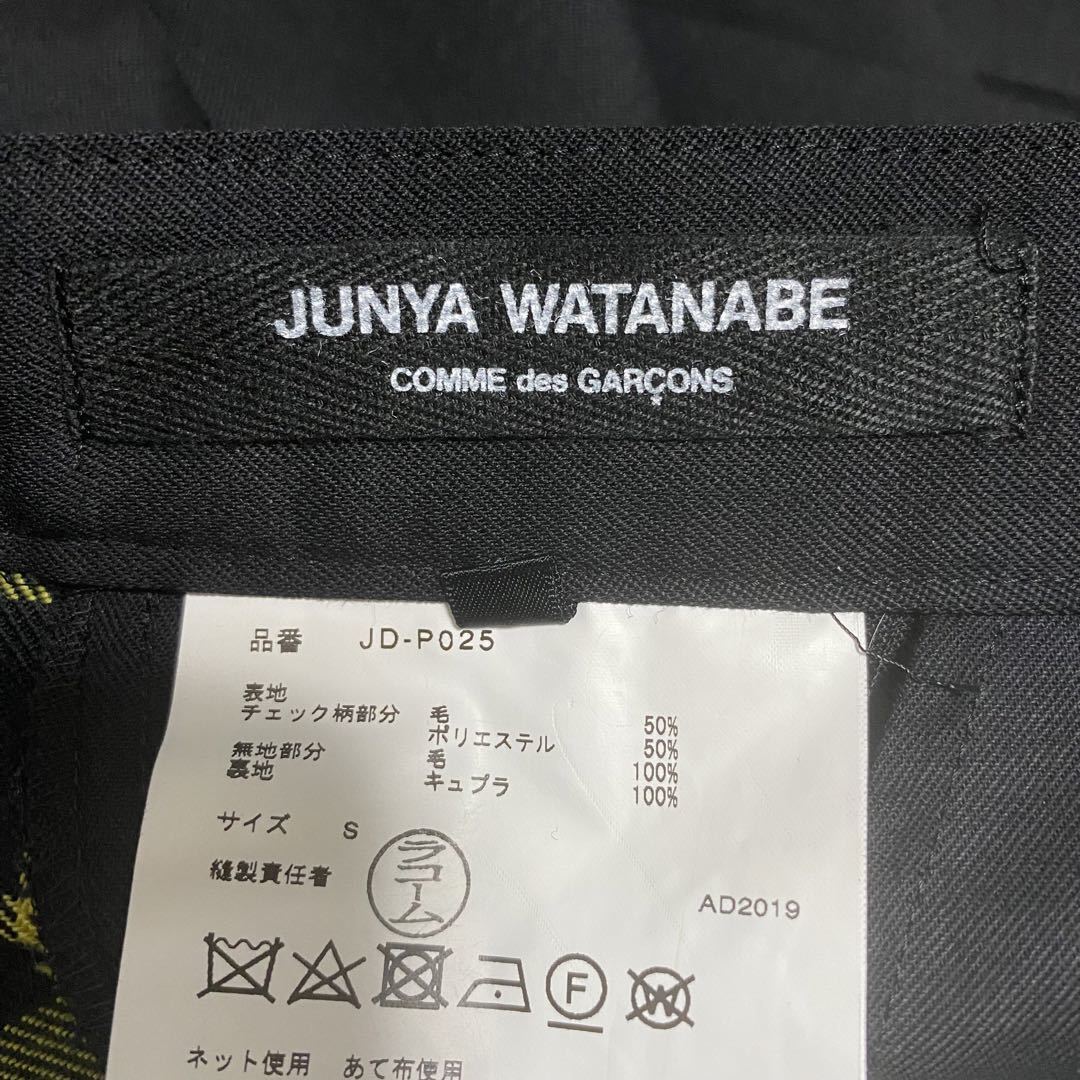 JUNYA WATANABE
COMME des GARÇONS
品番 JD-P025
表地
チェック柄部分 毛 50%
ポリエステル 50%
無地部分 毛 100%
裏地 キュプラ 100%
サイズ S
縫製責任者 ラコーム
AD2019
F
W
ネット使用 あて布使用